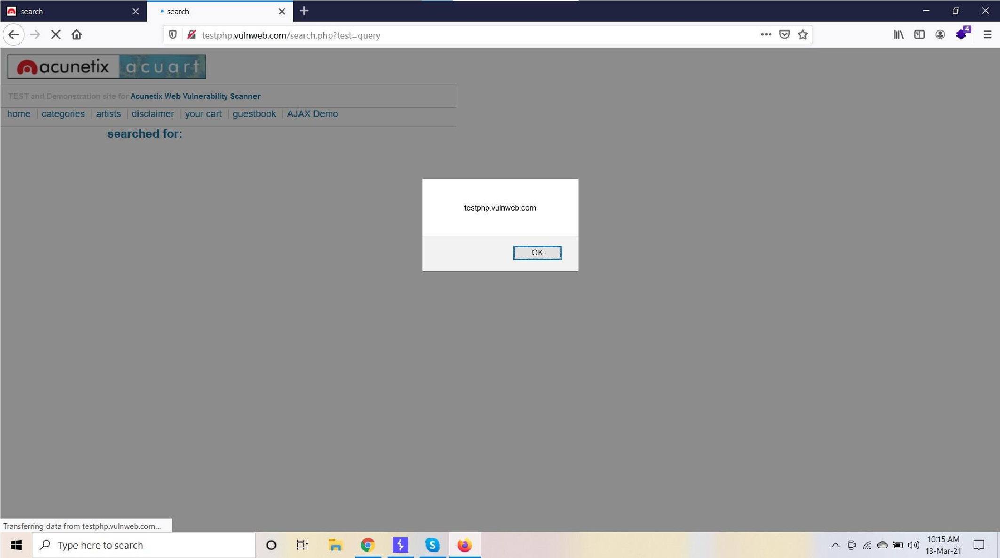 search
search
testphp.vulnweb.com/search.php?test=query
4
acunetix acuart
TEST and Demonstration site for Acunetix Web Vulnerability Scanner
home categories artists disclaimer your cart guestbook AJAX Demo
searched for:
testphp.vulnweb.com
OK
Transferring data from testphp.vulnweb.com...
Type here to search
S
10:15 AM
13-Mar-21